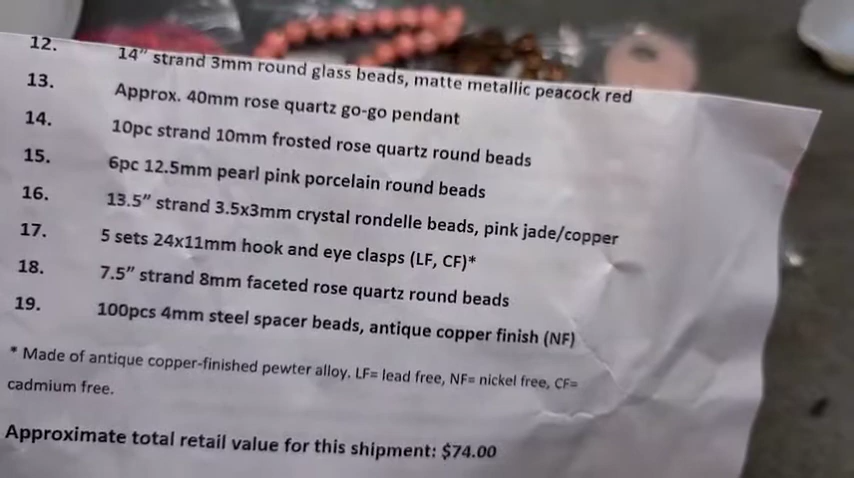 12. 14” strand 3mm round glass beads, matte metallic peacock red
13. Approx. 40mm rose quartz go-go pendant
14. 10pc strand 10mm frosted rose quartz round beads
15. 6pc 12.5mm pearl pink porcelain round beads
16. 13.5” strand 3.5x3mm crystal rondelle beads, pink jade/copper
17. 5 sets 24x11mm hook and eye clasps (LF, CF)*
18. 7.5” strand 8mm faceted rose quartz round beads
19. 100pcs 4mm steel spacer beads, antique copper finish (NF)
* Made of antique copper-finished pewter alloy. LF= lead free, NF= nickel free, CF=
cadmium free.
Approximate total retail value for this shipment: $74.00